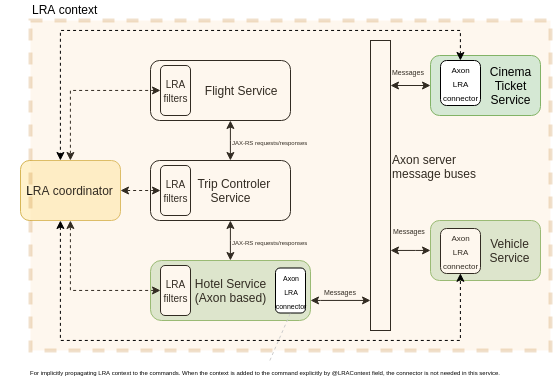 LRA context
LRA
filters
Flight Service
JAX-RS requests/responses
LRA coordinator
LRA
filters
Trip Controler
Service
JAX-RS requests/responses
LRA
filters
Hotel Service
(Axon based)
Axon
LRA
connector
Messages
Axon server
message buses
Messages
Axon
LRA
connector
Cinema
Ticket
Service
Messages
Axon
LRA
connector
Vehicle
Service
For implicitly propagating LRA context to the commands. When the context is added to the command explicitly by @LRAContext field, the connector is not needed in this service.